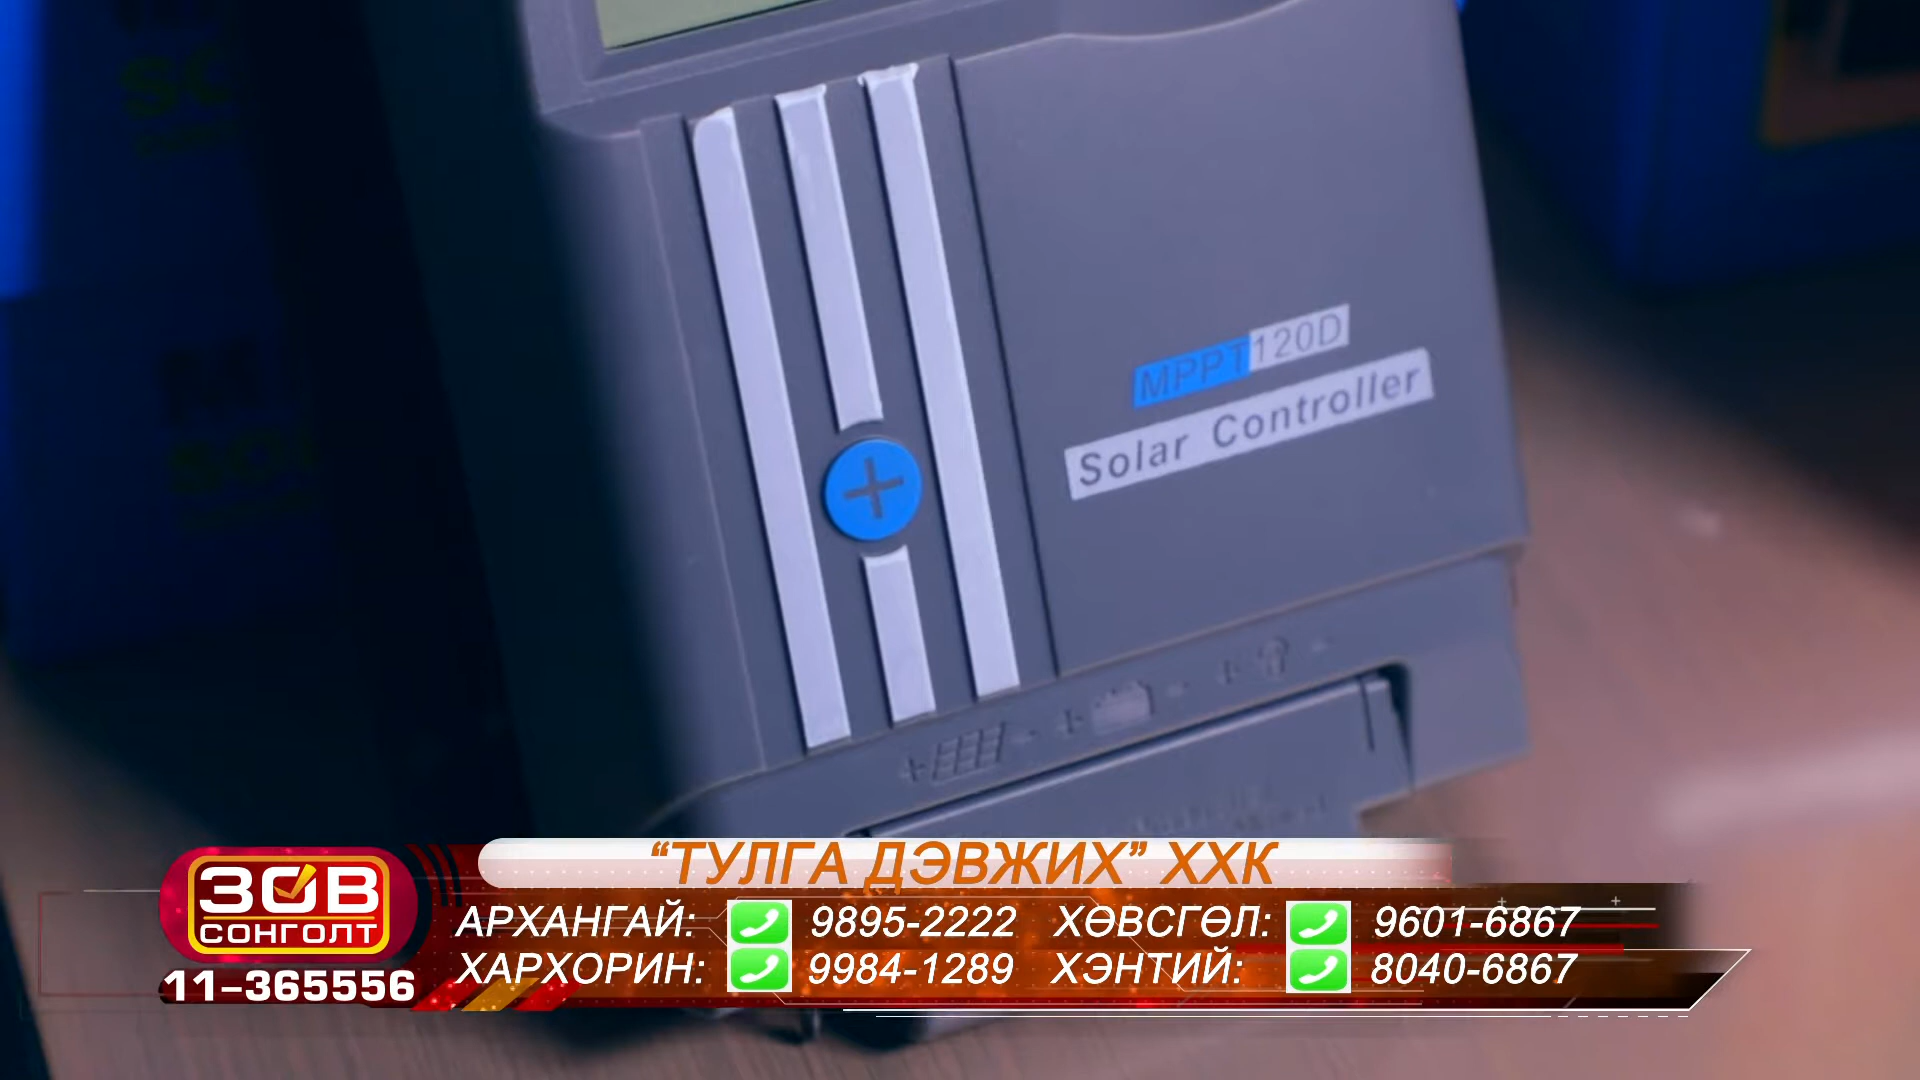 MPPT120D
Solar Controller
“ТУЛГА ДЭВЖИХ” ХХК
ЗӨВ
СОНГОЛТ
11-365556
АРХАНГАЙ: 9895-2222 ХӨВСГӨЛ: 9601-6867
ХАРХОРИН: 9984-1289 ХЭНТИЙ: 8040-6867